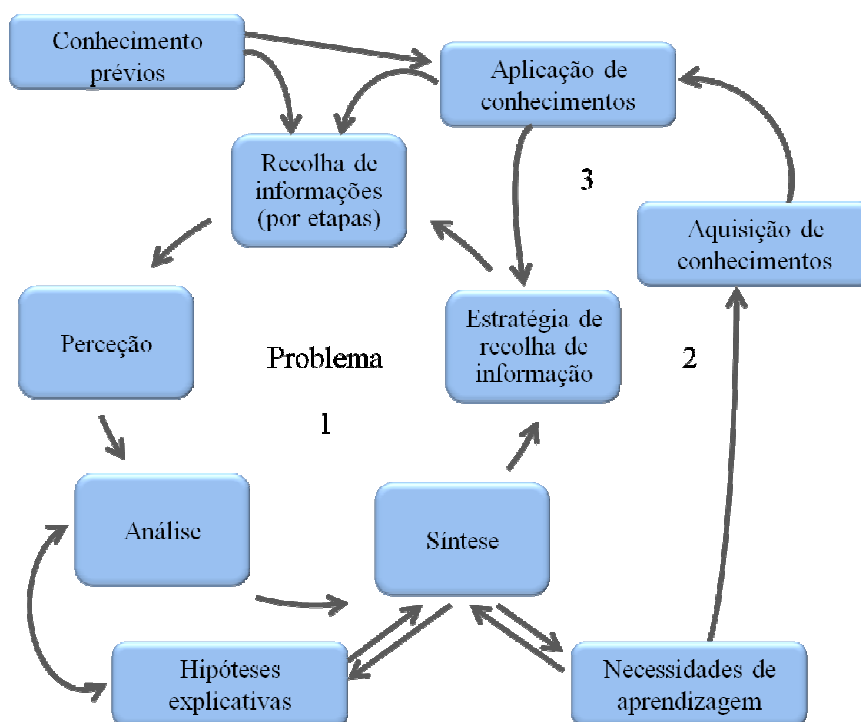 Conhecimento
prévios
Aplicação de
conhecimentos
Recolha de
informações
(por etapas)
3
Aquisição de
conhecimentos
Perceção
Problema
1
Estratégia de
recolha de
informação
2
Análise
Síntese
Hipóteses
explicativas
Necessidades de
aprendizagem